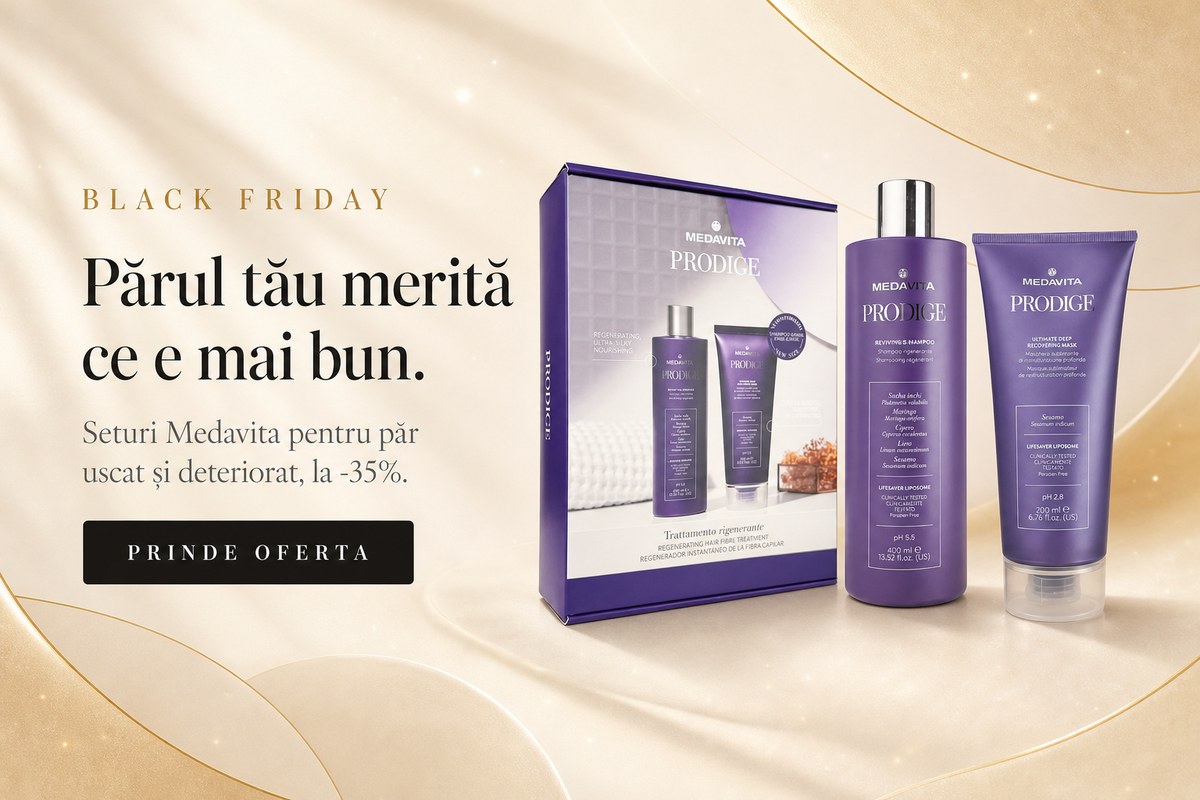 BLACK FRIDAY
Părul tău merită
ce e mai bun.
Seturi Medavita pentru păr
uscat și deteriorat, la -35%.
PRINDE OFERTA
MEDAVITA
PRODIGE
REGENERATING,
ULTRA SILKY
NOURISHING
PRODIGE
Trattamento rigenerante
REGENERATING HAIR FIBRE TREATMENT
REGENERADOR INSTANTÁNEO DE LA FIBRA CAPILAR
MEDAVITA
PRODIGE
REVIVING SHAMPOO
Shampoo rigenerante
Shampooing régénérant
Sacha inchi
Plukenetia volubilis
Moringa
Moringa oleifera
Cipero
Cyperus esculentus
Lino
Linum usitatissimum
Sesamo
Sesamum indicum
LIFESAVER LIPOSOME
CLINICALLY TESTED
CLINICAMENTE
TESTATO
Paraben Free
pH 5.5
400 ml e
13.52 fl.oz. (US)
MEDAVITA
PRODIGE
ULTIMATE DEEP
RECOVERING MASK
Maschera sublimante
di ristrutturazione profonda
Masque sublimateur
de restructuration profonde
Sesamo
Sesamum indicum
LIFESAVER LIPOSOME
CLINICALLY TESTED
CLINICAMENTE
TESTATO
Paraben Free
pH 2.8
200 ml e
6.76 fl.oz. (US)